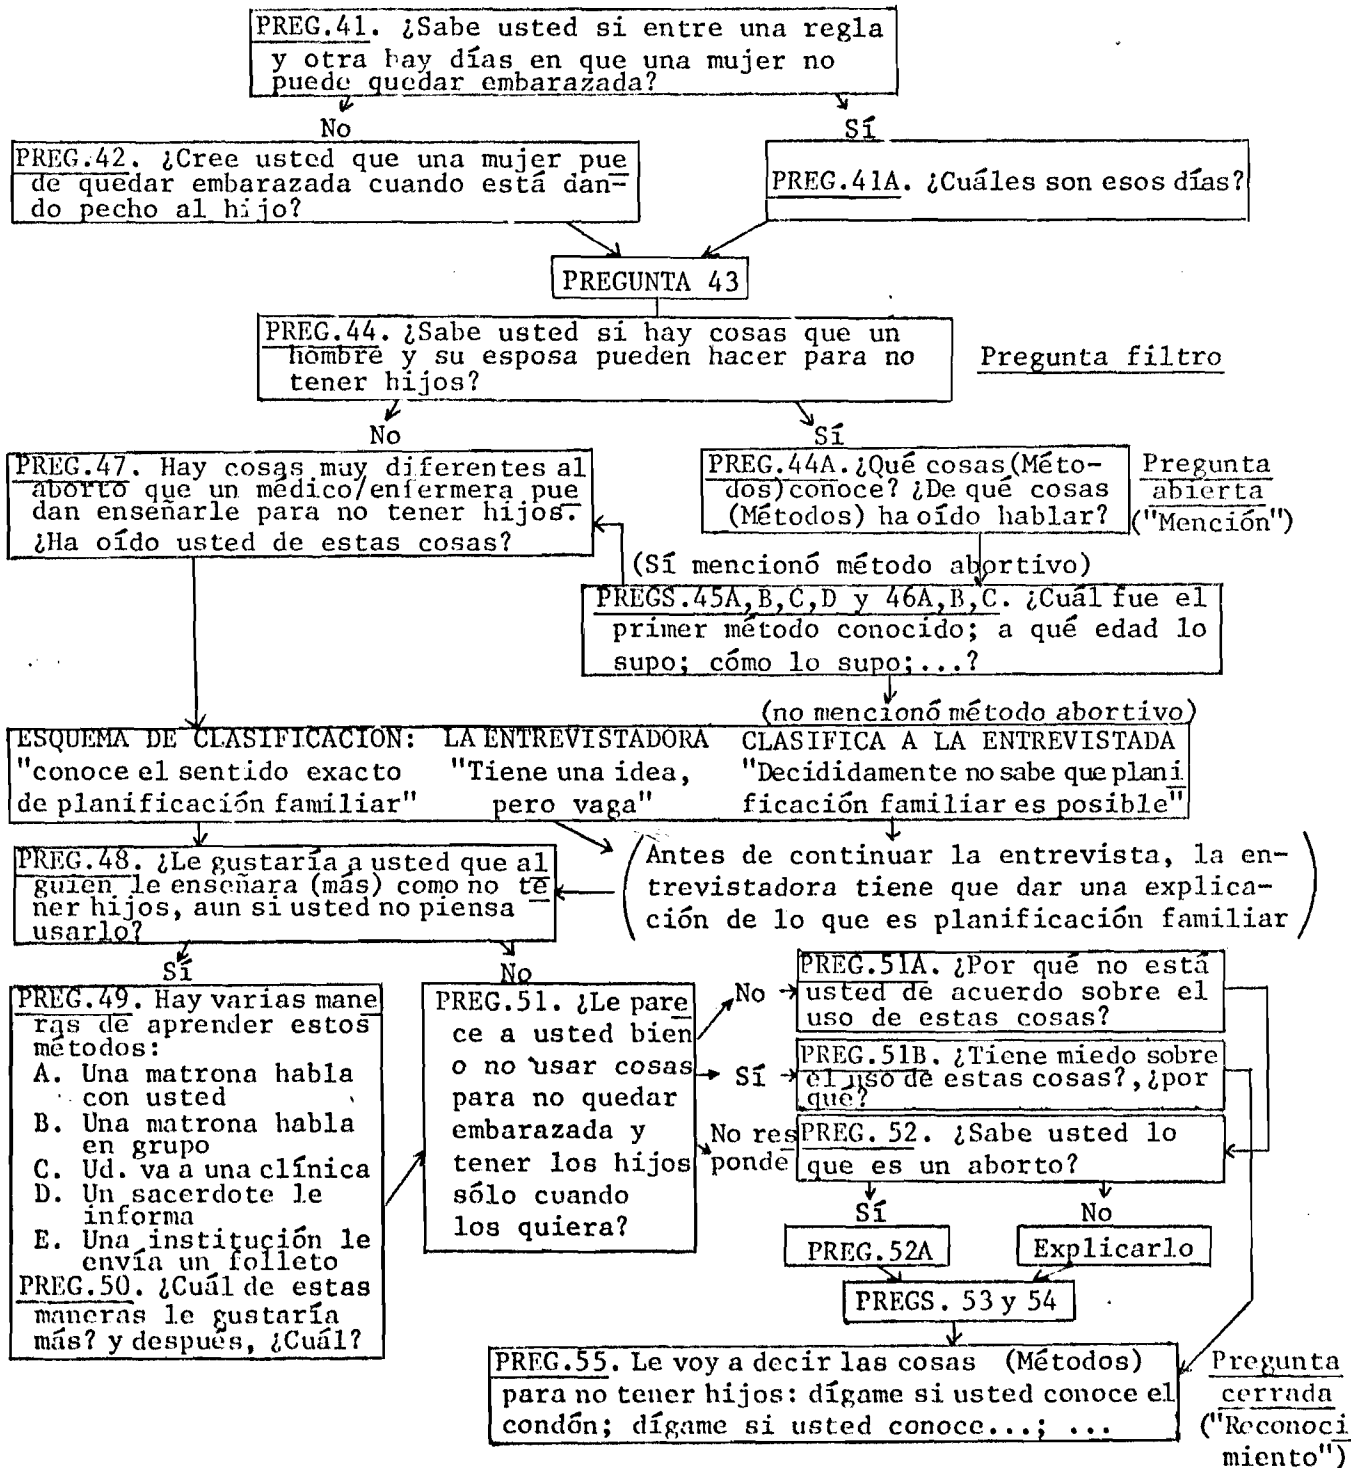 PREG.41. ¿Sabe usted si entre una regla
y otra hay días en que una mujer no
puede quedar embarazada?
No
Sí
PREG.42. ¿Cree usted que una mujer pue
de quedar embarazada cuando está dan-
do pecho al hijo?
PREG.41A. ¿Cuáles son esos días?
PREGUNTA 43
PREG.44. ¿Sabe usted si hay cosas que un
hombre y su esposa pueden hacer para no
tener hijos?
Pregunta filtro
No
Sí
PREG.47. Hay cosas muy diferentes al
aborto que un médico/enfermera pue
dan enseñarle para no tener hijos.
¿Ha oído usted de estas cosas?
PREG.44A.¿Qué cosas(Méto-
dos)conoce? ¿De qué cosas
(Métodos) ha oído hablar?
Pregunta
abierta
("Mención")
(Sí mencionó método abortivo)
PREGS.45A,B,C,D y 46A,B,C. ¿Cuál fue el
primer método conocido; a qué edad lo
supo; cómo lo supo;...?
(no mencionó método abortivo)
ESQUEMA DE CLASIFICACION: LA ENTREVISTADORA CLASIFICA A LA ENTREVISTADA
"conoce el sentido exacto "Tiene una idea, "Decididamente no sabe que plani
de planificación familiar" pero vaga" ficación familiar es posible"
PREG.48. ¿Le gustaría a usted que al
guien le enseñara (más) como no te
ner hijos, aun si usted no piensa
usarlo?
(Antes de continuar la entrevista, la en-
trevistadora tiene que dar una explica-
ción de lo que es planificación familiar)
Sí
No
PREG.49. Hay varias mane
ras de aprender estos
métodos:
A. Una matrona habla
con usted
B. Una matrona habla
en grupo
C. Ud. va a una clínica
D. Un sacerdote le
informa
E. Una institución le
envía un folleto
PREG.50. ¿Cuál de estas
maneras le gustaría
más? y después, ¿Cuál?
PREG.51. ¿Le pare
ce a usted bien
o no usar cosas
para no quedar
embarazada y
tener los hijos
sólo cuando
los quiera?
No
PREG.51A. ¿Por qué no está
usted de acuerdo sobre el
uso de estas cosas?
Sí
PREG.51B. ¿Tiene miedo sobre
el uso de estas cosas?,¿por
qué?
No res
ponde
PREG. 52. ¿Sabe usted lo
que es un aborto?
Sí
No
PREG.52A
Explicarlo
PREGS. 53 y 54
PREG.55. Le voy a decir las cosas (Métodos)
para no tener hijos: dígame si usted conoce el
condón; dígame si usted conoce...; ...
Pregunta
cerrada
("Reconoci
miento")